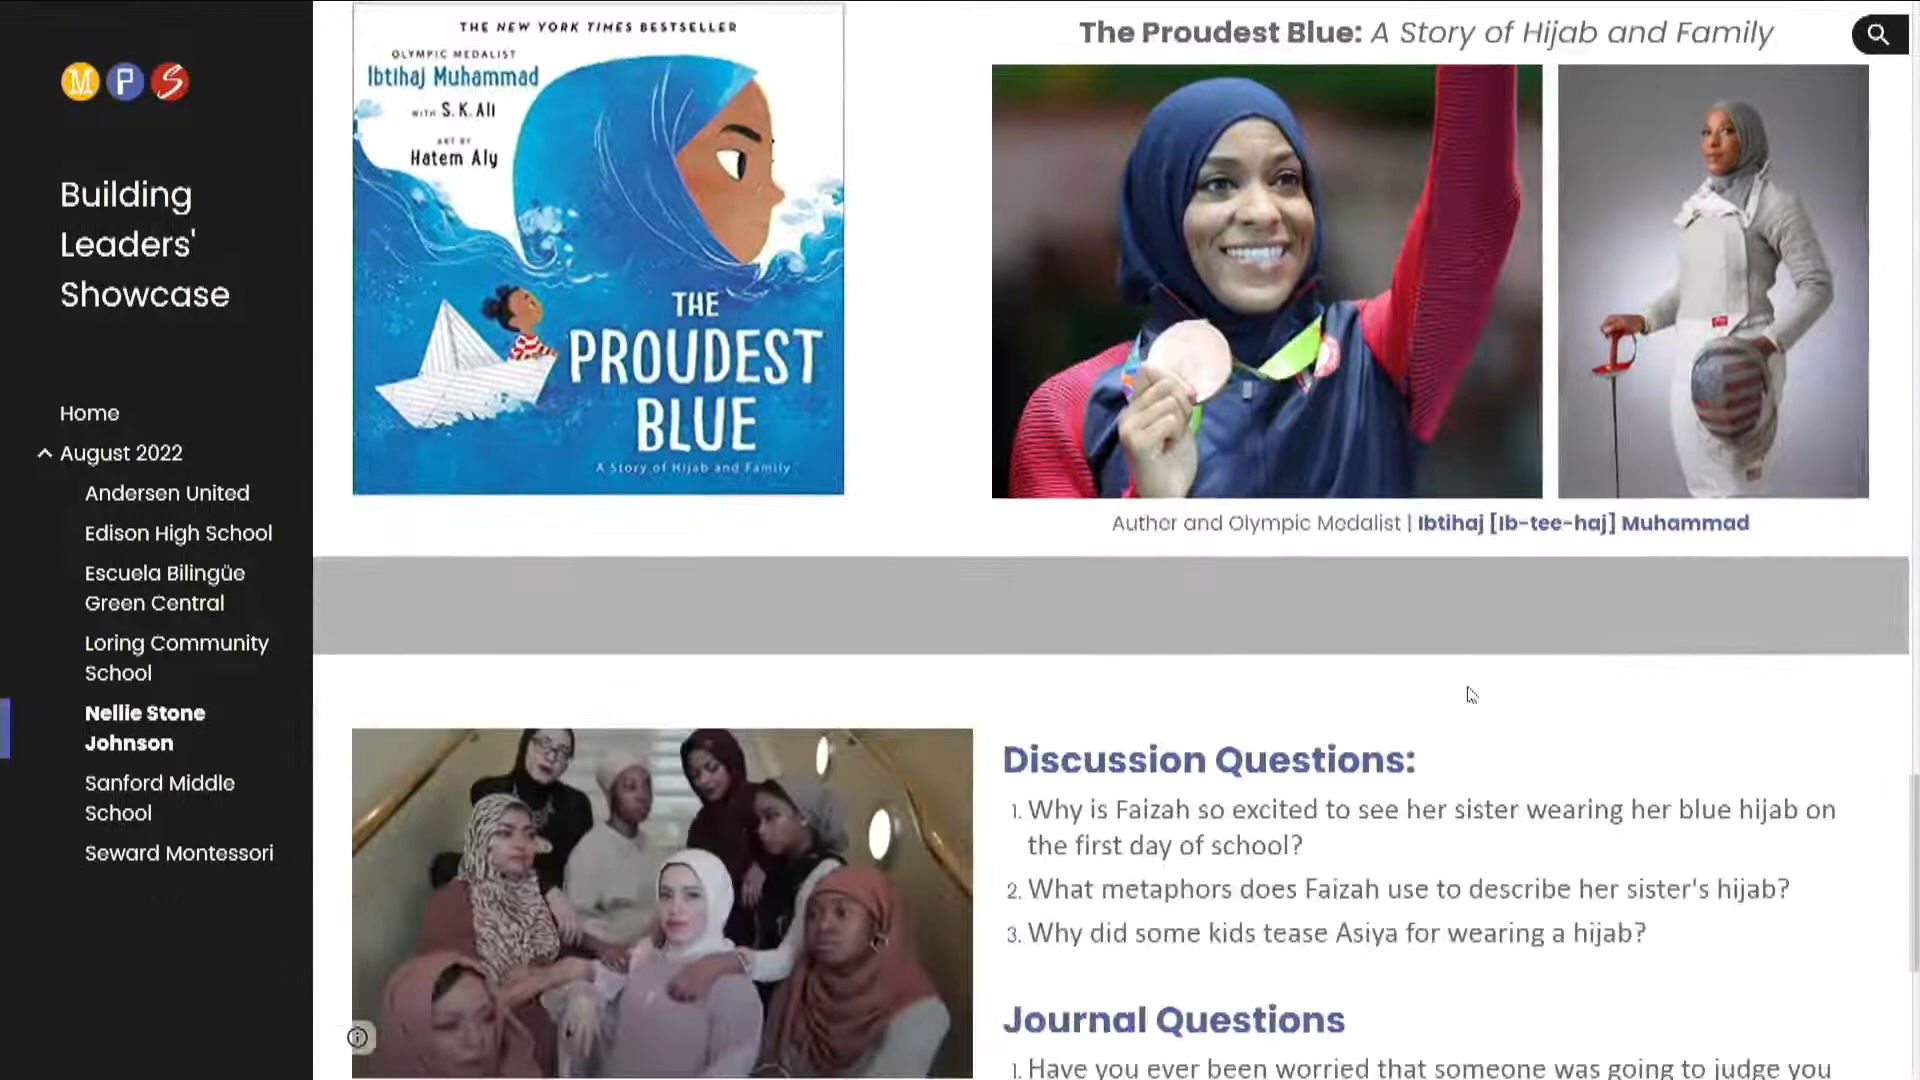 M P S
Building
Leaders'
Showcase
Home
August 2022
Andersen United
Edison High School
Escuela Bilingüe
Green Central
Loring Community
School
Nellie Stone
Johnson
Sanford Middle
School
Seward Montessori
THE NEW YORK TIMES BESTSELLER
OLYMPIC MEDALIST
Ibtihaj Muhammad
WITH S. K. Ali
ART BY
Hatem Aly
THE
PROUDEST
BLUE
A Story of Hijab and Family
The Proudest Blue: A Story of Hijab and Family
Auther and Olympic Medalist | Ibtihaj [Ib-tee-haj] Muhammad
Discussion Questions:
1. Why is Faizah so excited to see her sister wearing her blue hijab on
the first day of school?
2. What metaphors does Faizah use to describe her sister's hijab?
3. Why did some kids tease Asiya for wearing a hijab?
Journal Questions
1. Have you ever been worried that someone was going to judge you